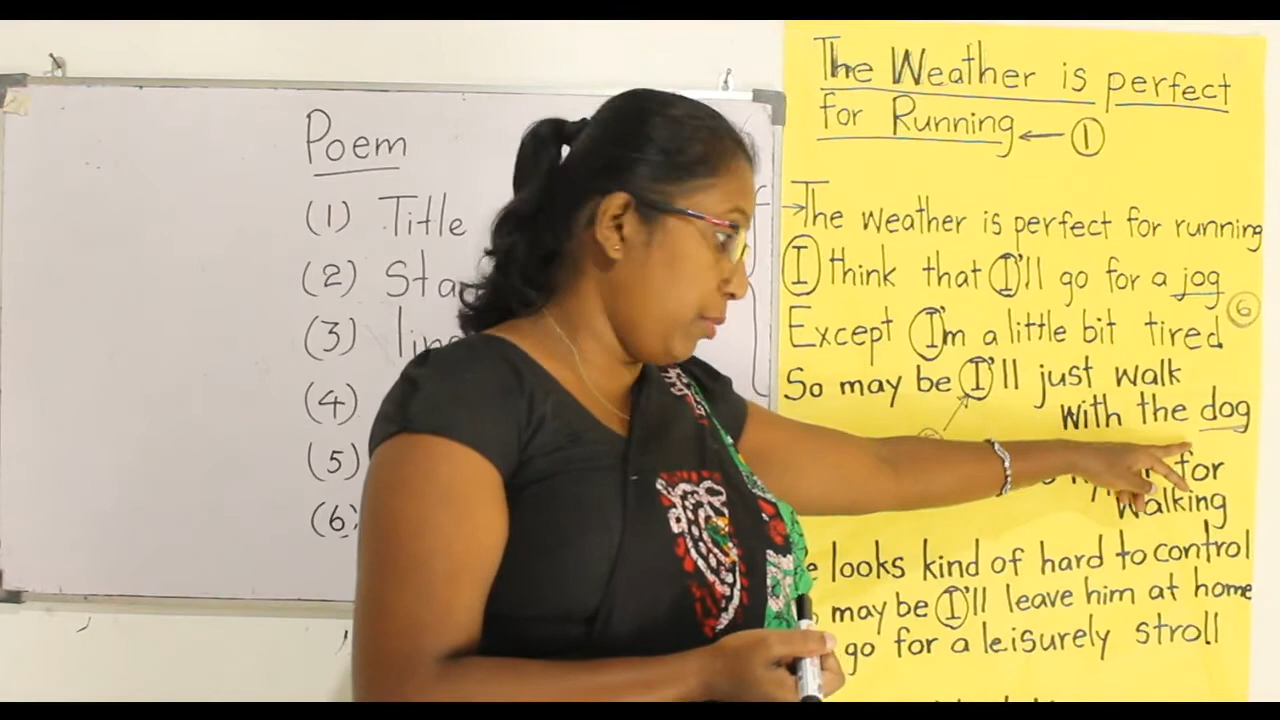 Poem
(1) Title
(2) Sta
(3) lin
(4)
(5)
(6)
The Weather is perfect
for Running ← 1
The weather is perfect for running
I think that I'll go for a jog
6
Except I'm a little bit tired
So may be I'll just walk
with the dog
for
Walking
looks kind of hard to control
may be I'll leave him at home
go for a leisurely stroll